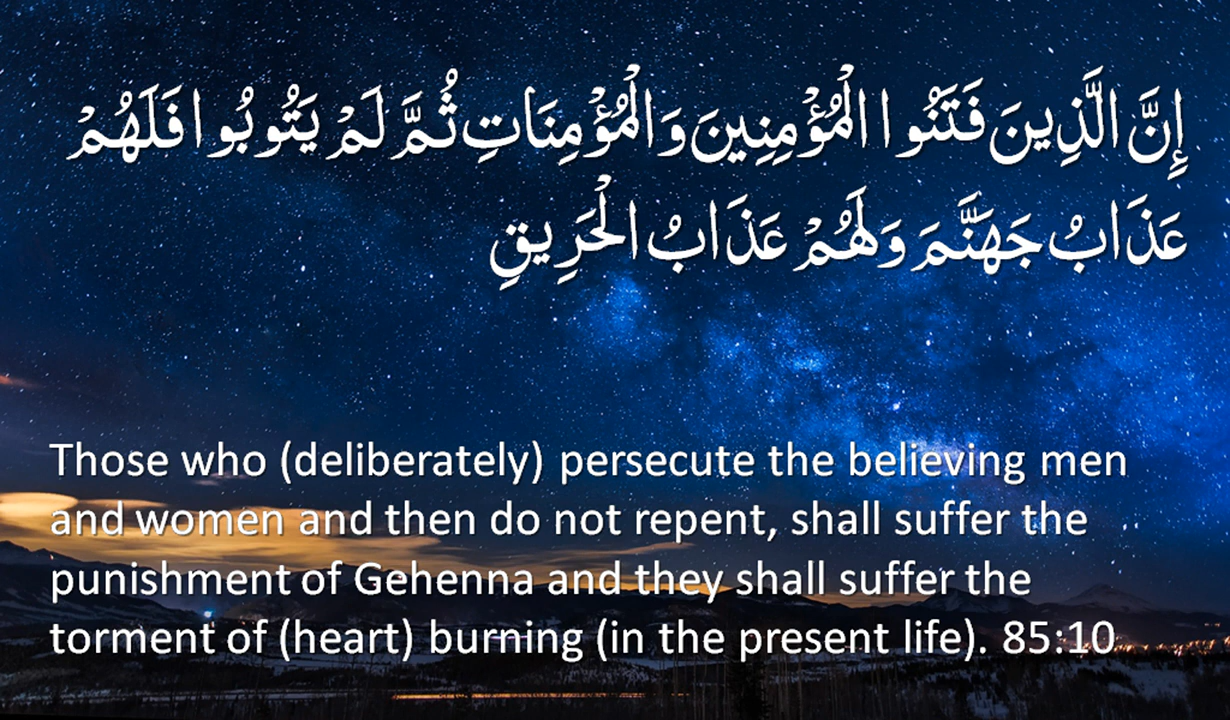 إِنَّ الَّذِينَ فَتَنُوا الْمُؤْمِنِينَ وَالْمُؤْمِنَاتِ ثُمَّ لَمْ يَتُوبُوا فَلَهُمْ
عَذَابُ جَهَنَّمَ وَلَهُمْ عَذَابُ الْحَرِيقِ
Those who (deliberately) persecute the believing men
and women and then do not repent, shall suffer the
punishment of Gehenna and they shall suffer the
torment of (heart) burning (in the present life). 85:10